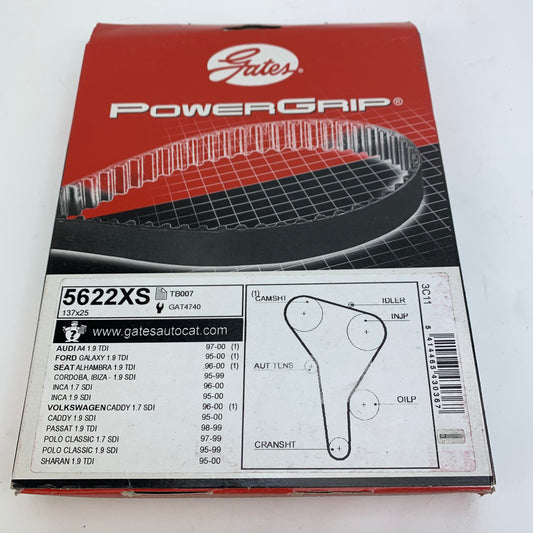 Gates
POWERGRIP®
5622XS TB007
137x25 GAT4740
www.gatesautocat.com
AUDI A4 1.9 TDI 97-00 (1)
FORD GALAXY 1.9 TDI 95-00 (1)
SEAT ALHAMBRA 1.9 TDI 96-00 (1)
CORDOBA, IBIZA - 1.9 SDI 95-99
INCA 1.7 SDI 96-00
INCA 1.9 SDI 95-00
VOLKSWAGEN CADDY 1.7 SDI 96-00 (1)
CADDY 1.9 SDI 95-00
PASSAT 1.9 TDI 98-99
POLO CLASSIC 1.7 SDI 97-99
POLO CLASSIC 1.9 SDI 95-99
SHARAN 1.9 TDI 95-00
(1)
CAMSHT
IDLER
INJP
AUT TENS
OILP
CRANSHT
3C11
5 414465 430367